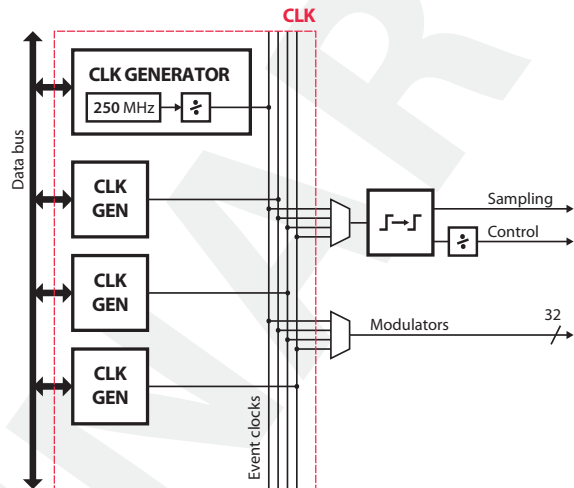 CLK
CLK GENERATOR
250 MHz
÷
Data bus
CLK
GEN
Sampling
Control
÷
CLK
GEN
32
Modulators
CLK
GEN
Event clocks